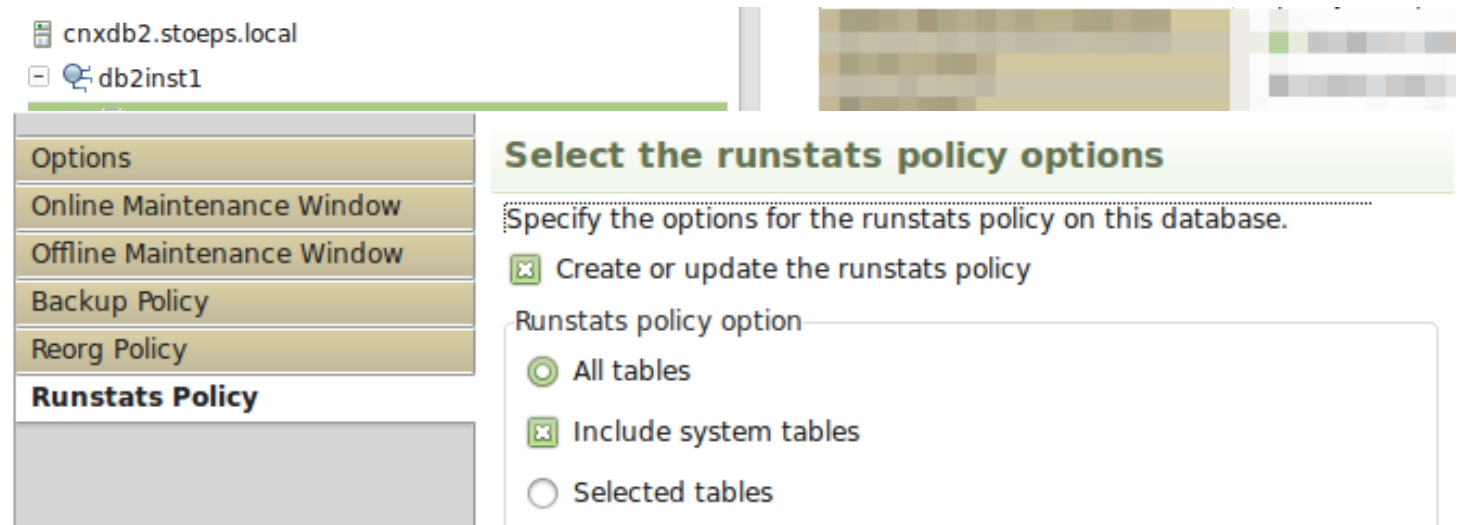 cnxdb2.stoeps.local
db2inst1
Options
Online Maintenance Window
Offline Maintenance Window
Backup Policy
Reorg Policy
Runstats Policy
Select the runstats policy options
Specify the options for the runstats policy on this database.
Create or update the runstats policy
Runstats policy option
All tables
Include system tables
Selected tables